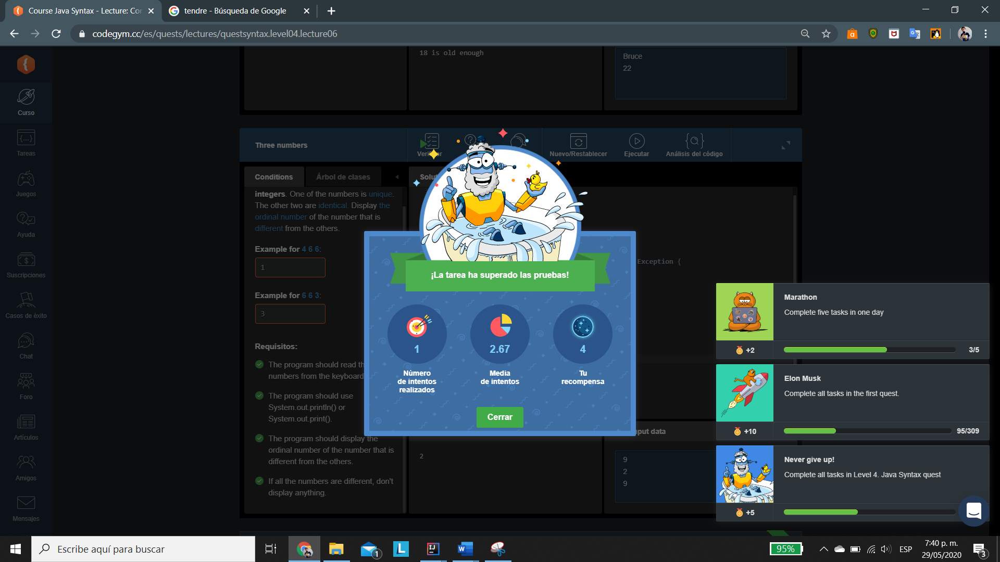 Course Java Syntax - Lecture: Cor
tendre - Búsqueda de Google
codegym.cc/es/quests/lectures/questsyntax.level04.lecture06
Curso
Tareas
Juegos
Ayuda
Suscripciones
Casos de éxito
Chat
Foro
Artículos
Amigos
Mensajes
18 is old enough
Bruce
22
Three numbers
Nuevo/Restablecer
Ejecutar
Análisis del código
Conditions
Árbol de clases
Solut
integers. One of the numbers is unique.
The other two are identical. Display the
ordinal number of the number that is
different from the others.
Example for 4 6 6:
1
Example for 6 6 3:
3
Requisitos:
The program should read th
numbers from the keyboard
The program should use
System.out.println() or
System.out.print().
The program should display the
ordinal number of the number that is
different from the others.
If all the numbers are different, don't
display anything.
Exception {
put data
2
9
2
9
¡La tarea ha superado las pruebas!
1
Número
de intentos
realizados
2.67
Media
de intentos
4
Tu
recompensa
Cerrar
Marathon
Complete five tasks in one day
+2
3/5
Elon Musk
Complete all tasks in the first quest.
+10
95/309
Never give up!
Complete all tasks in Level 4. Java Syntax quest
+5
Escribe aquí para buscar
1
95%
ESP
7:40 p. m.
29/05/2020
3